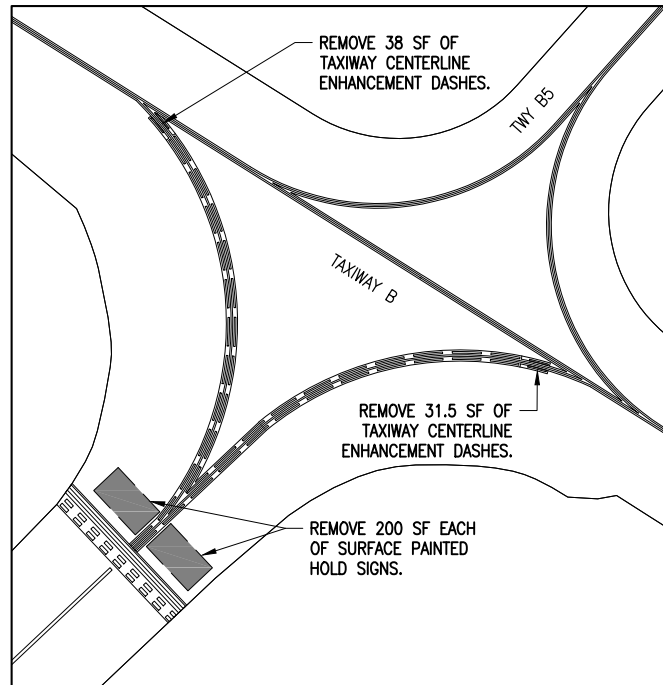 REMOVE 38 SF OF
TAXIWAY CENTERLINE
ENHANCEMENT DASHES.
TWY B5
TAXIWAY B
REMOVE 31.5 SF OF
TAXIWAY CENTERLINE
ENHANCEMENT DASHES.
REMOVE 200 SF EACH
OF SURFACE PAINTED
HOLD SIGNS.